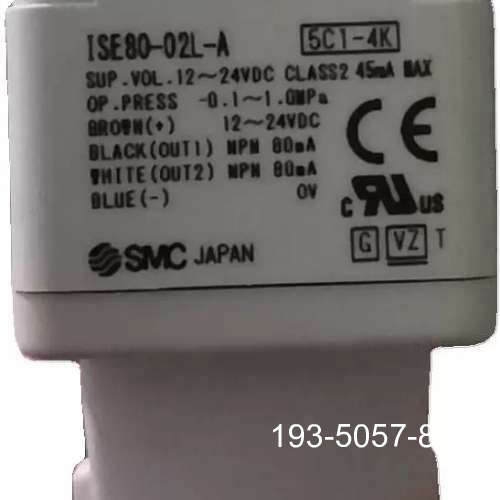 ISE80-02L-A 5C1-4K
SUP.VOL.12~24VDC CLASS2 45mA MAX
OP.PRESS -0.1~1.0MPa
BROWN(+) 12~24VDC
BLACK(OUT1) NPN 80mA
WHITE(OUT2) NPN 80mA
BLUE(-) 0V
CE
c RU US
SMC JAPAN
G VZ T
193-5057-8